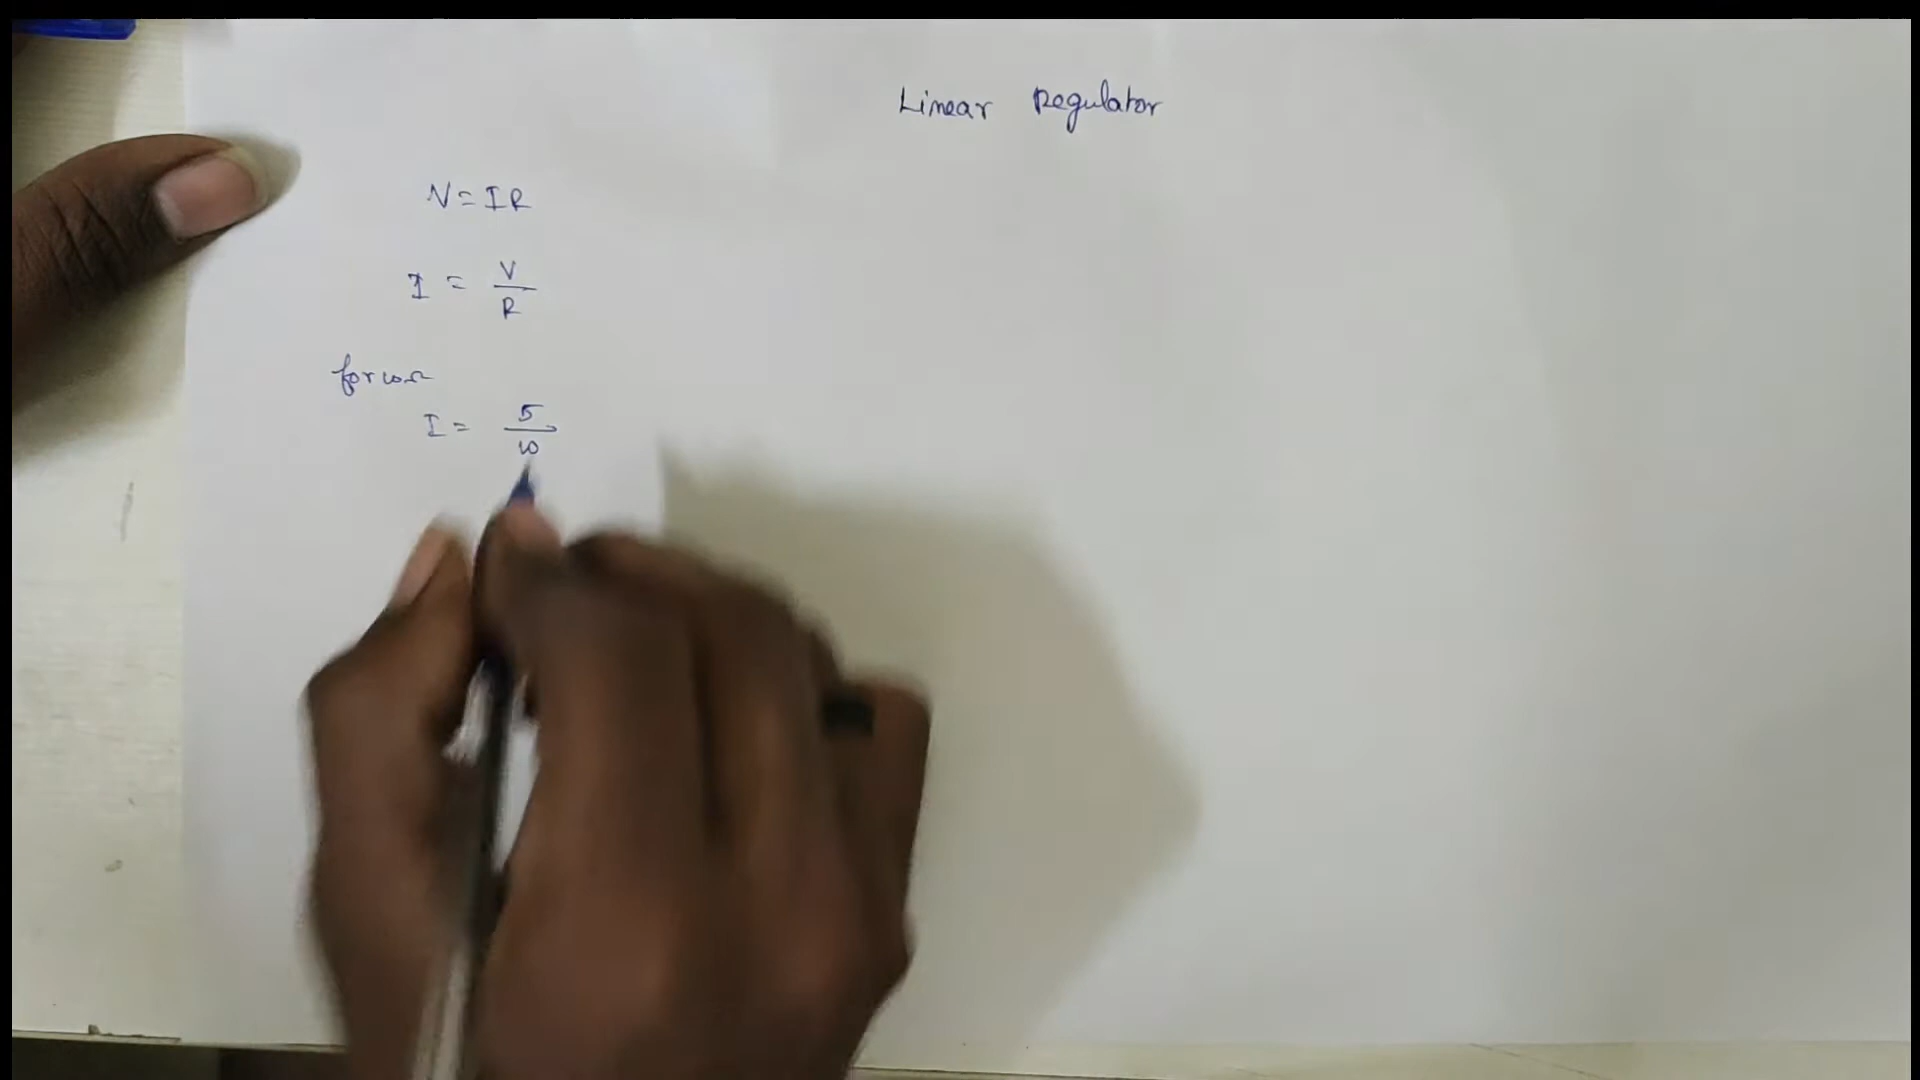 Linear Regulator
V = IR
I = V/R
for 10Ω
I = 5/10